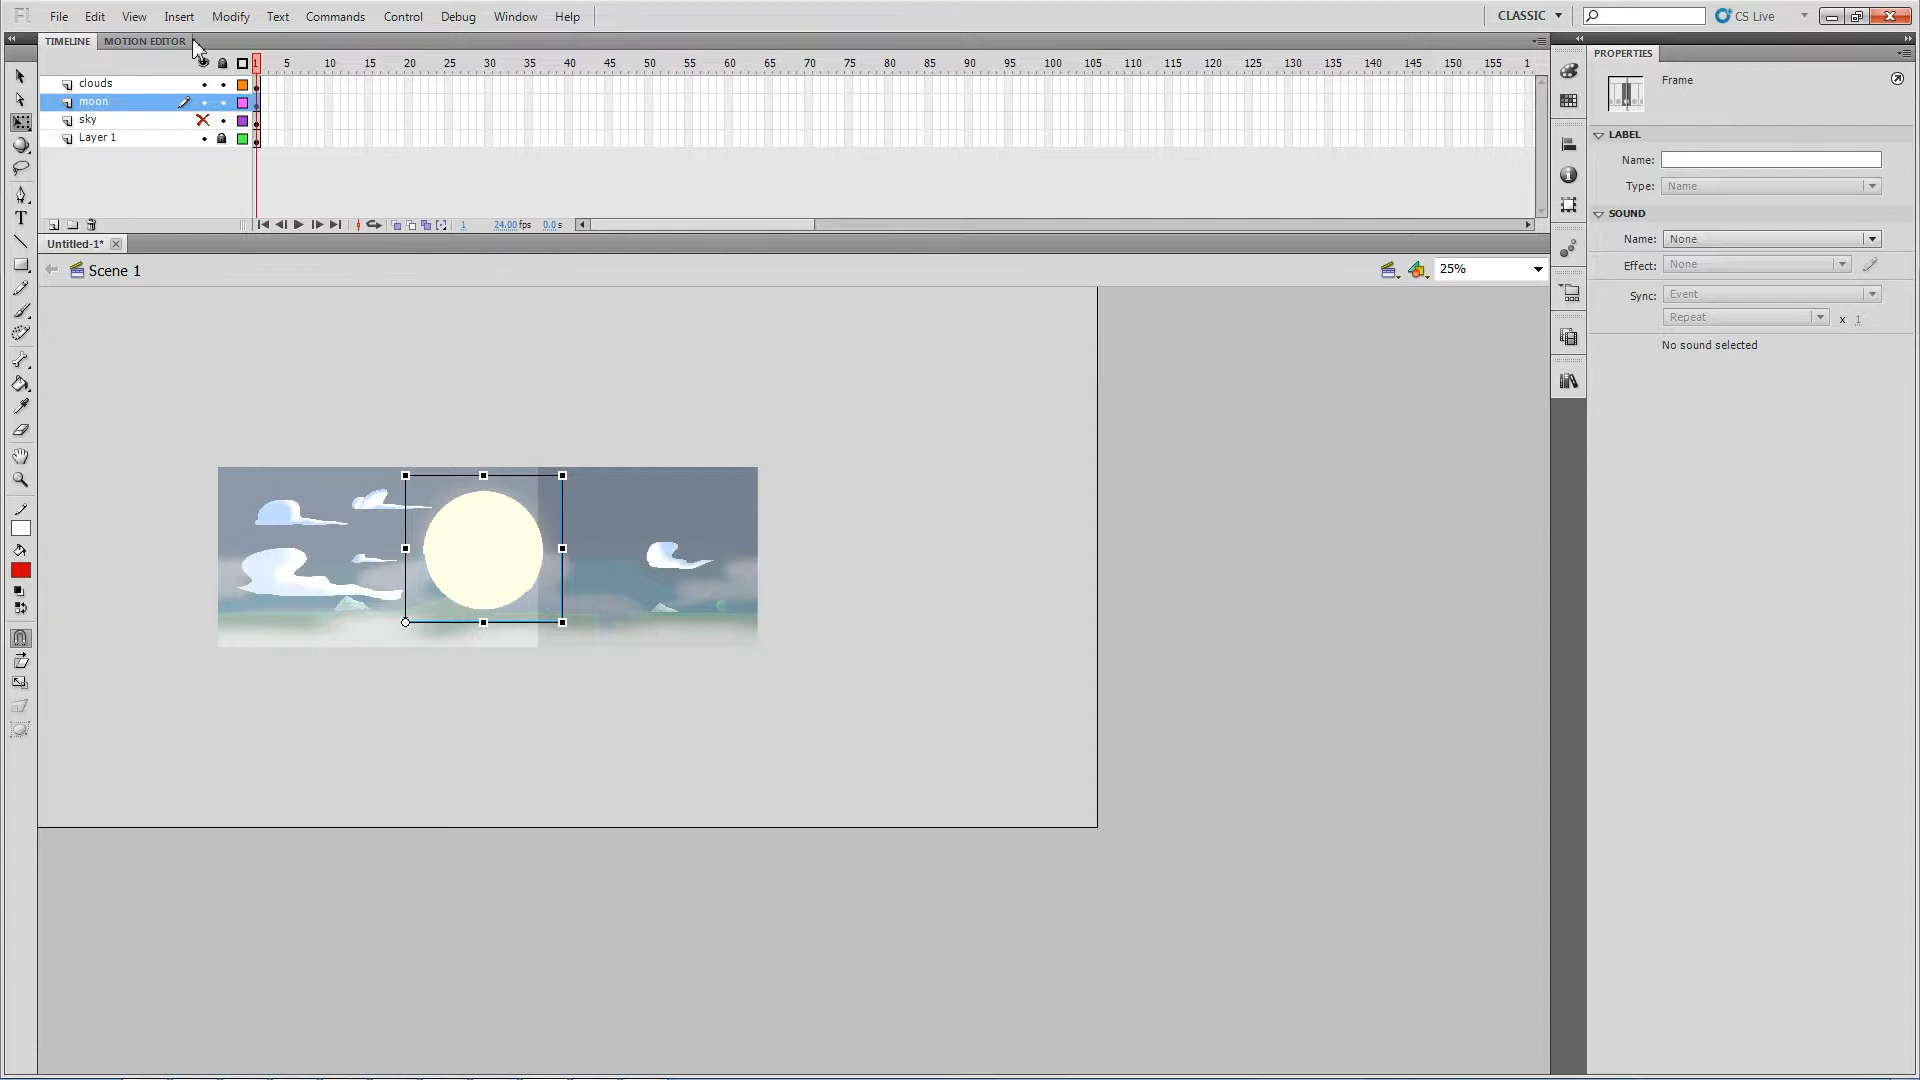 Fl File Edit View Insert Modify Text Commands Control Debug Window Help CLASSIC CS Live
TIMELINE MOTION EDITOR
PROPERTIES
1 5 10 15 20 25 30 35 40 45 50 55 60 65 70 75 80 85 90 95 100 105 110 115 120 125 130 135 140 145 150 155 1
clouds
moon
sky
Layer 1
Frame
LABEL
Name:
Type: Name
SOUND
Name: None
Effect: None
Sync: Event
Repeat x 1
No sound selected
1 24.00 fps 0.0 s
Untitled-1*
Scene 1 25%
T